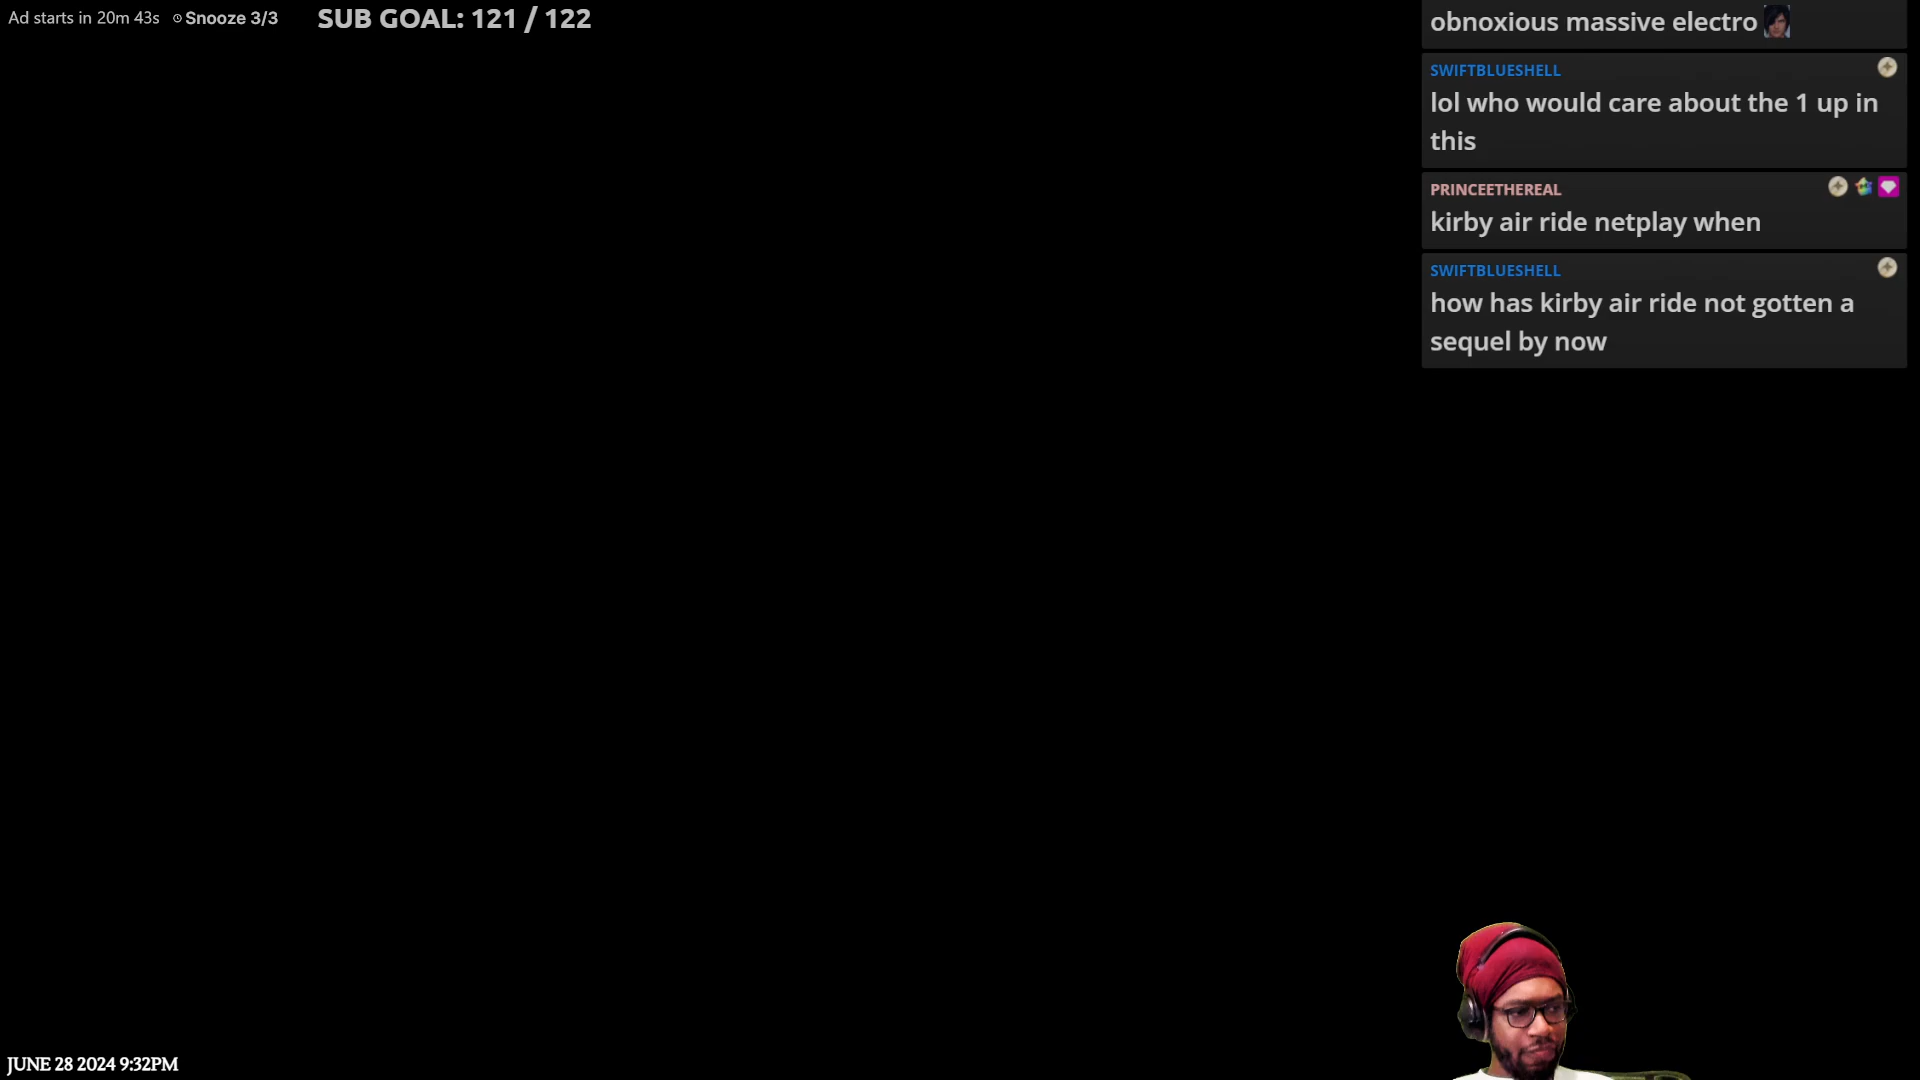 Ad starts in 20m 43s Snooze 3/3
SUB GOAL: 121 / 122
obnoxious massive electro
SWIFTBLUESHELL
lol who would care about the 1 up in
this
PRINCEETHEREAL
kirby air ride netplay when
SWIFTBLUESHELL
how has kirby air ride not gotten a
sequel by now
JUNE 28 2024 9:32PM